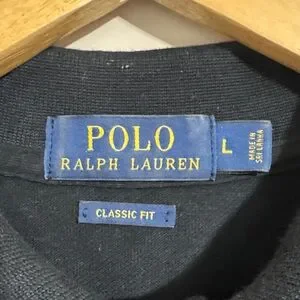 POLO
RALPH LAUREN
L
MADE IN
SRI LANKA
CLASSIC FIT